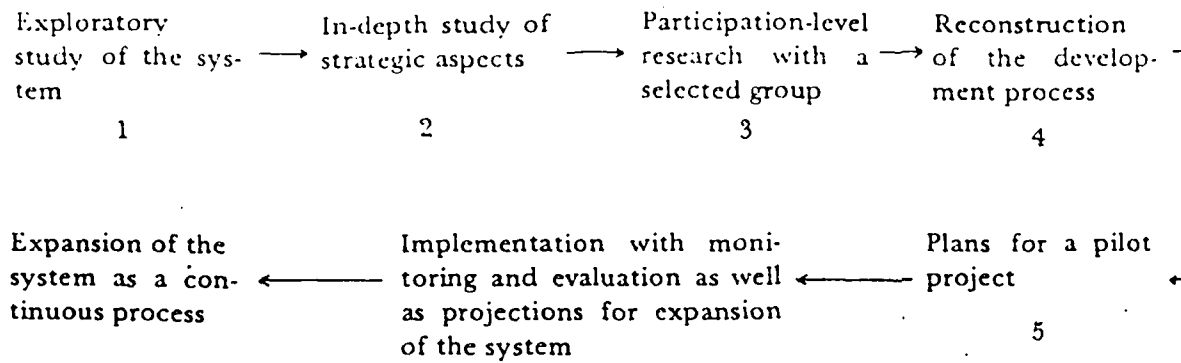 Exploratory
study of the sys-
tem
1
In-depth study of
strategic aspects
2
Participation-level
research with a
selected group
3
Reconstruction
of the develop-
ment process
4
Plans for a pilot
project
5
Implementation with moni-
toring and evaluation as well
as projections for expansion
of the system
Expansion of the
system as a con-
tinuous process